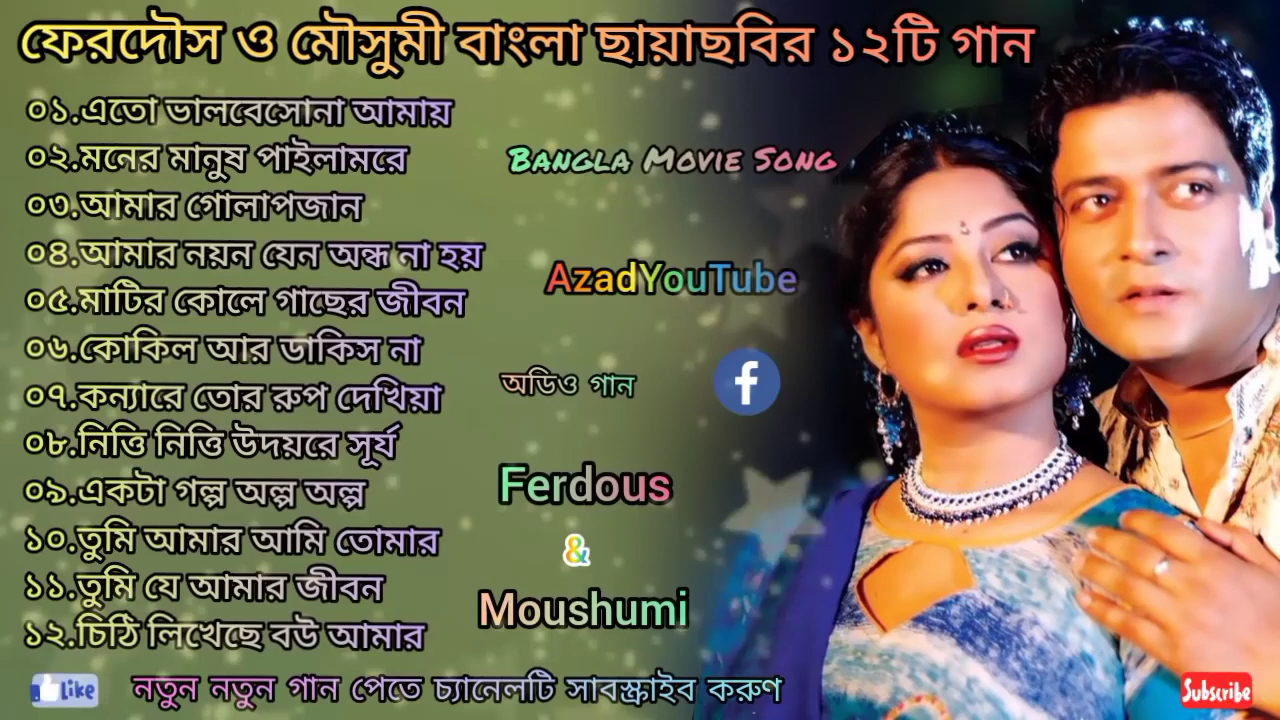 ফেরদৌস ও মৌসুমী বাংলা ছায়াছবির ১২টি গান
০১.এতো ভালবেসোনা আমায়
০২.মনের মানুষ পাইলামরে
০৩.আমার গোলাপজান
০৪.আমার নয়ন যেন অন্ধ না হয়
০৫.মাটির কোলে গাছের জীবন
০৬.কোকিল আর ডাকিস না
০৭.কন্যারে তোর রুপ দেখিয়া
০৮.নিত্তি নিত্তি উদয়রে সূর্য
০৯.একটা গল্প অল্প অল্প
১০.তুমি আমার আমি তোমার
১১.তুমি যে আমার জীবন
১২.চিঠি লিখেছে বউ আমার
Bangla Movie Song
AzadYouTube
অডিও গান
f
Ferdous
&
Moushumi
Like
নতুন নতুন গান পেতে চ্যানেলটি সাবস্ক্রাইব করুণ
Subscribe